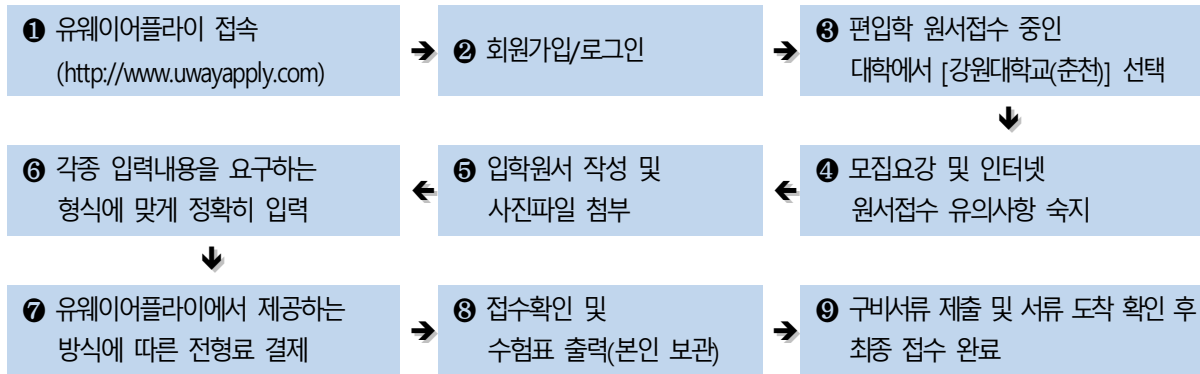 ❶ 유웨이어플라이 접속
(http://www.uwayapply.com)
➔ ❷ 회원가입/로그인
➔ ❸ 편입학 원서접수 중인
대학에서 [강원대학교(춘천)] 선택
🡻
❹ 모집요강 및 인터넷
원서접수 유의사항 숙지
🡸 ❺ 입학원서 작성 및
사진파일 첨부
🡸 ❻ 각종 입력내용을 요구하는
형식에 맞게 정확히 입력
🡻
❼ 유웨이어플라이에서 제공하는
방식에 따른 전형료 결제
➔ ❽ 접수확인 및
수험표 출력(본인 보관)
➔ ❾ 구비서류 제출 및 서류 도착 확인 후
최종 접수 완료